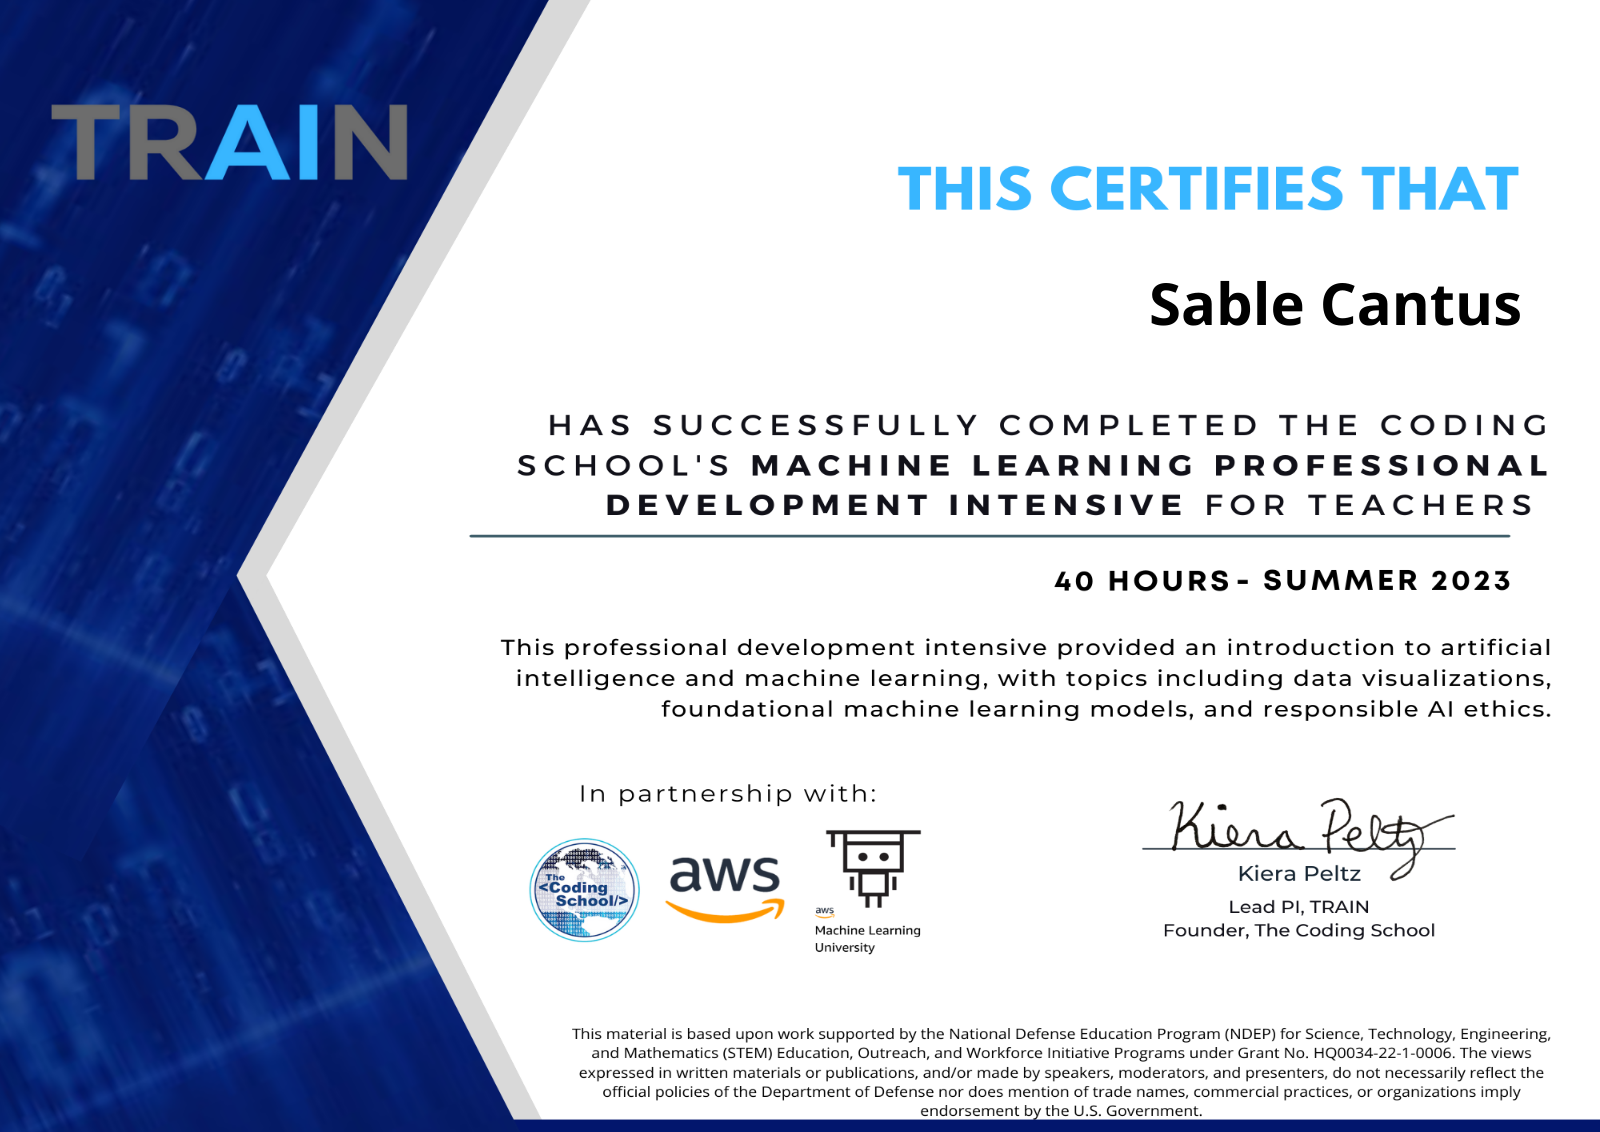 TRAIN
THIS CERTIFIES THAT
Sable Cantus
HAS SUCCESSFULLY COMPLETED THE CODING
SCHOOL'S MACHINE LEARNING PROFESSIONAL
DEVELOPMENT INTENSIVE FOR TEACHERS
40 HOURS - SUMMER 2023
This professional development intensive provided an introduction to artificial
intelligence and machine learning, with topics including data visualizations,
foundational machine learning models, and responsible AI ethics.
In partnership with:
The
<Coding
School/>
aws
aws
Machine Learning
University
Kiera Peltz
Kiera Peltz
Lead PI, TRAIN
Founder, The Coding School
This material is based upon work supported by the National Defense Education Program (NDEP) for Science, Technology, Engineering,
and Mathematics (STEM) Education, Outreach, and Workforce Initiative Programs under Grant No. HQ0034-22-1-0006. The views
expressed in written materials or publications, and/or made by speakers, moderators, and presenters, do not necessarily reflect the
official policies of the Department of Defense nor does mention of trade names, commercial practices, or organizations imply
endorsement by the U.S. Government.